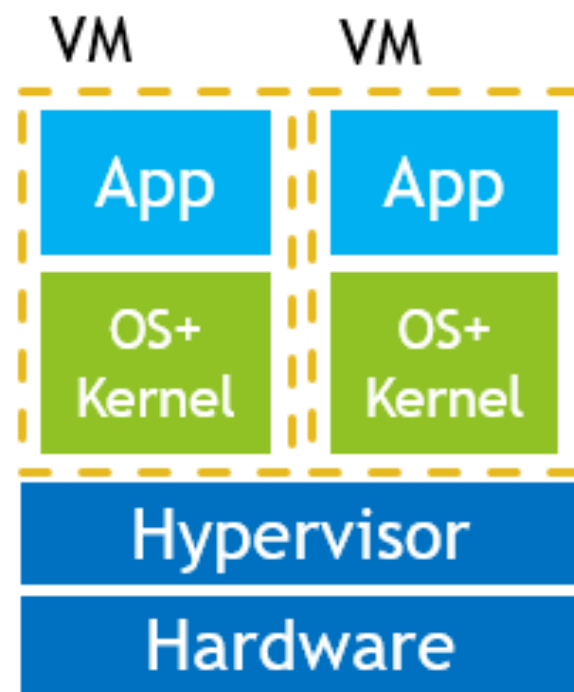 VM VM
App App
OS+ OS+
Kernel Kernel
Hypervisor
Hardware